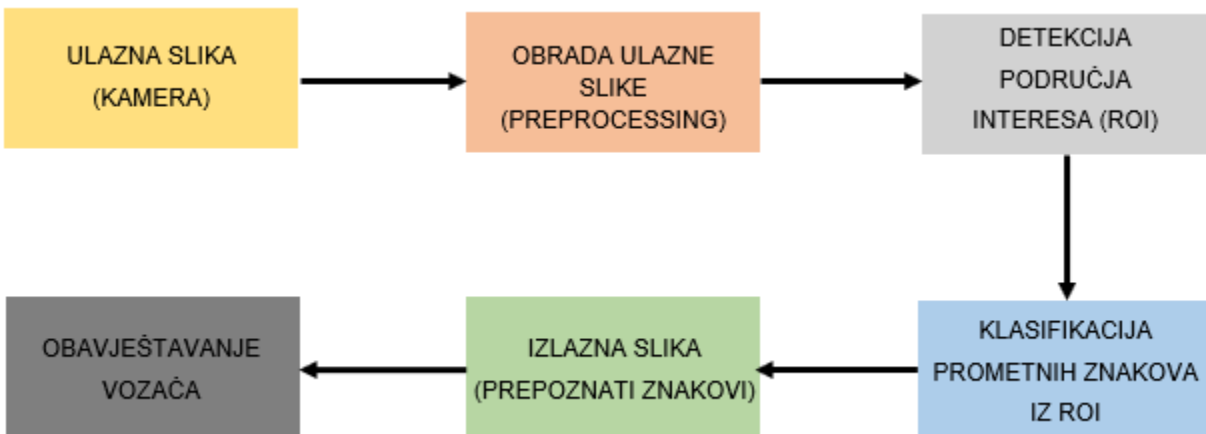 ULAZNA SLIKA
(KAMERA)
OBRADA ULAZNE
SLIKE
(PREPROCESSING)
DETEKCIJA
PODRUČJA
INTERESA (ROI)
KLASIFIKACIJA
PROMETNIH ZNAKOVA
IZ ROI
IZLAZNA SLIKA
(PREPOZNATI ZNAKOVI)
OBAVJEŠTAVANJE
VOZAČA